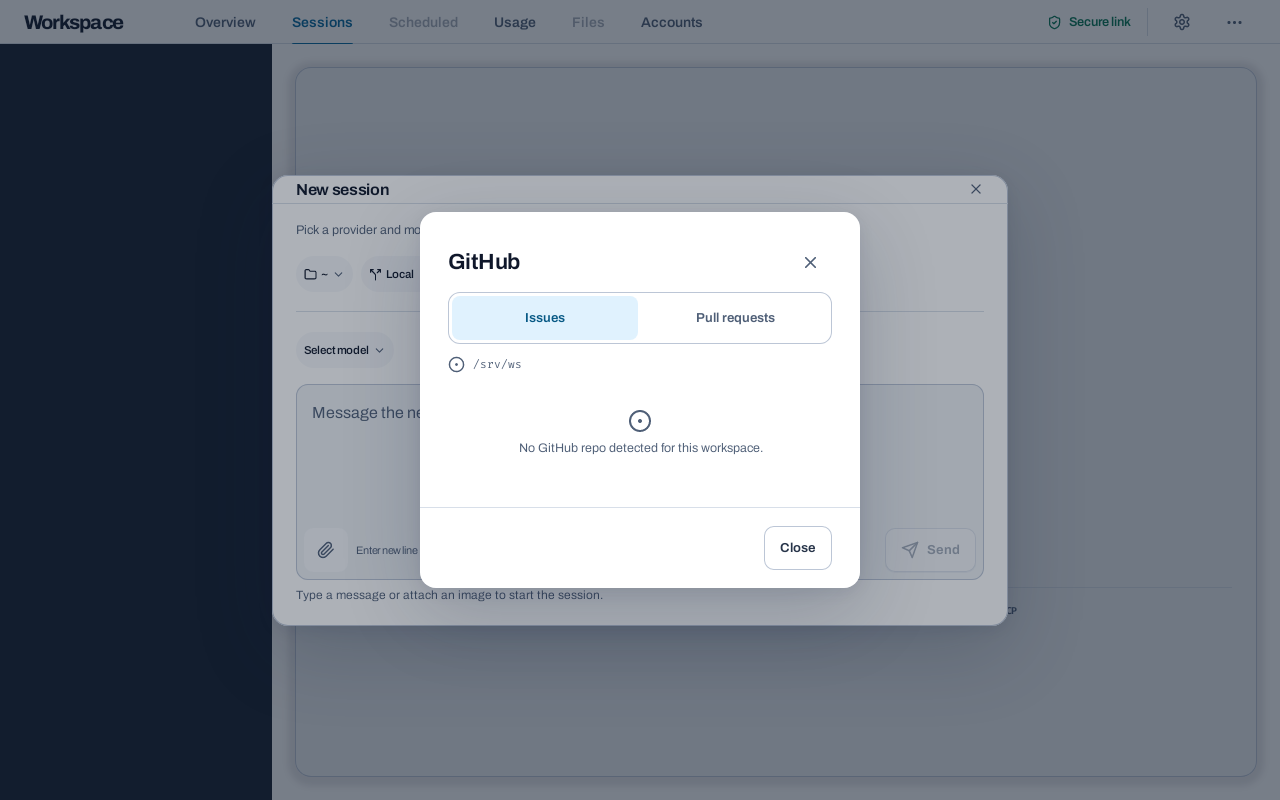 Workspace Overview Sessions Scheduled Usage Files Accounts Secure link
New session
Pick a provider and mo
GitHub
~ Local
Issues Pull requests
Select model
/srv/ws
Message the ne
No GitHub repo detected for this workspace.
Enter new line
Send
Close
Type a message or attach an image to start the session.